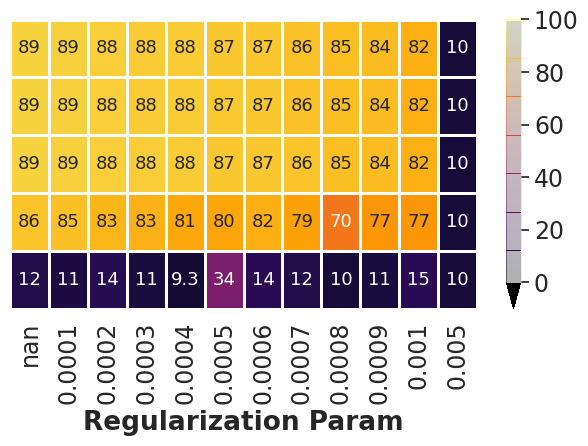 89 89 88 88 88 87 87 86 85 84 82 10
89 89 88 88 88 87 87 86 85 84 82 10
89 89 88 88 88 87 87 86 85 84 82 10
86 85 83 83 81 80 82 79 70 77 77 10
12 11 14 11 9.3 34 14 12 10 11 15 10
nan 0.0001 0.0002 0.0003 0.0004 0.0005 0.0006 0.0007 0.0008 0.0009 0.001 0.005
Regularization Param
100
80
60
40
20
0